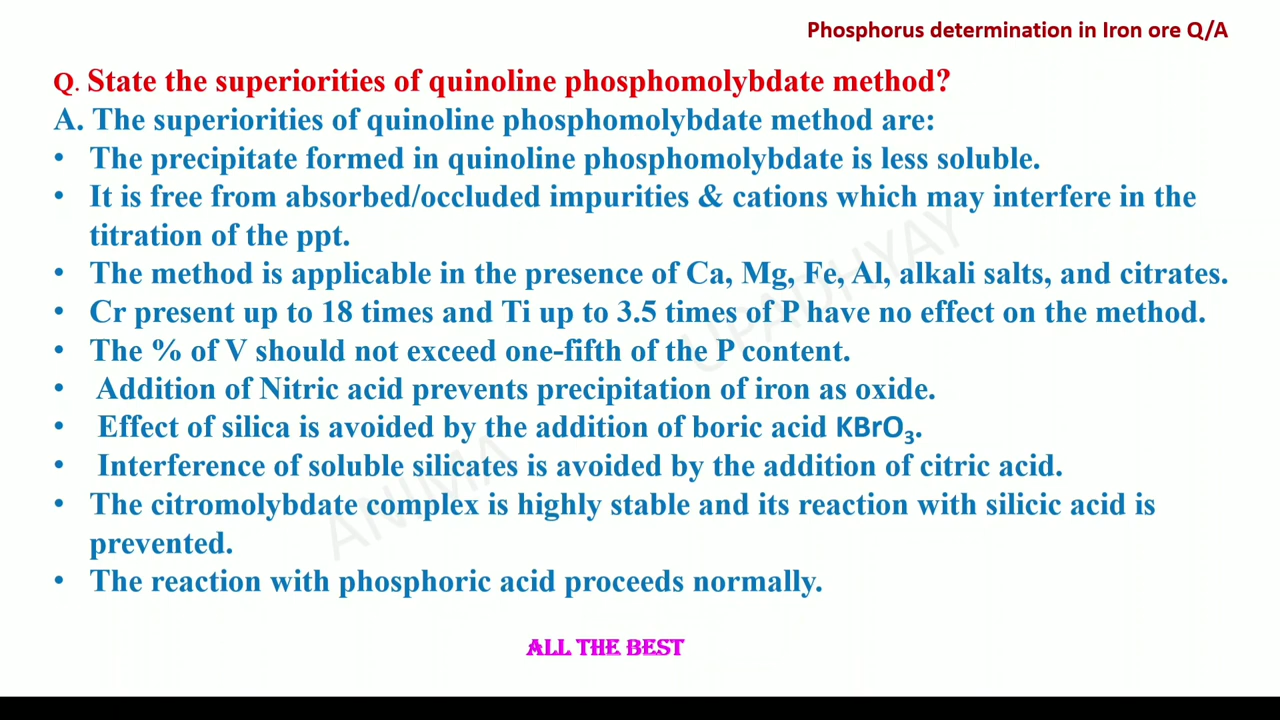 Phosphorus determination in Iron ore Q/A
Q. State the superiorities of quinoline phosphomolybdate method?
A. The superiorities of quinoline phosphomolybdate method are:
• The precipitate formed in quinoline phosphomolybdate is less soluble.
• It is free from absorbed/occluded impurities & cations which may interfere in the
titration of the ppt.
• The method is applicable in the presence of Ca, Mg, Fe, Al, alkali salts, and citrates.
• Cr present up to 18 times and Ti up to 3.5 times of P have no effect on the method.
• The % of V should not exceed one-fifth of the P content.
• Addition of Nitric acid prevents precipitation of iron as oxide.
• Effect of silica is avoided by the addition of boric acid KBrO₃.
• Interference of soluble silicates is avoided by the addition of citric acid.
• The citromolybdate complex is highly stable and its reaction with silicic acid is
prevented.
• The reaction with phosphoric acid proceeds normally.
ALL THE BEST
ANIMA UPADHYAY